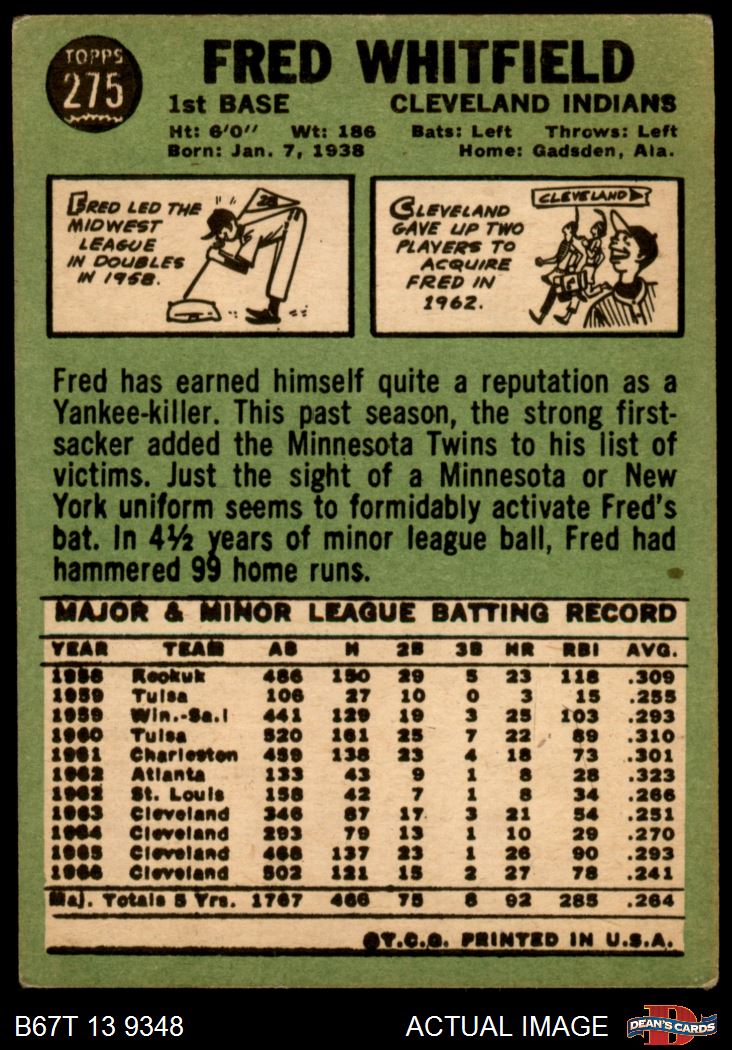 TOPPS
275
FRED WHITFIELD
1st BASE CLEVELAND INDIANS
Ht: 6'0" Wt: 186 Bats: Left Throws: Left
Born: Jan. 7, 1938 Home: Gadsden, Ala.
FRED LED THE
MIDWEST
LEAGUE
IN DOUBLES
IN 1958.
28
CLEVELAND
GAVE UP TWO
PLAYERS TO
ACQUIRE
FRED IN
1962.
CLEVELAND
Fred has earned himself quite a reputation as a
Yankee-killer. This past season, the strong first-
sacker added the Minnesota Twins to his list of
victims. Just the sight of a Minnesota or New
York uniform seems to formidably activate Fred's
bat. In 4½ years of minor league ball, Fred had
hammered 99 home runs.
MAJOR & MINOR LEAGUE BATTING RECORD
YEAR TEAM AB H 2B 3B HR RBI AVG.
1958 Keokuk 486 150 29 5 23 118 .309
1959 Tulsa 106 27 10 0 3 15 .255
1959 Win.-Sa.l 441 129 19 3 25 103 .293
1960 Tulsa 520 161 25 7 22 89 .310
1961 Charleston 459 138 23 4 18 73 .301
1962 Atlanta 133 43 9 1 8 28 .323
1962 St. Louis 158 42 7 1 8 34 .266
1963 Cleveland 346 87 17 3 21 54 .251
1964 Cleveland 293 79 13 1 10 29 .270
1965 Cleveland 468 137 23 1 26 90 .293
1966 Cleveland 502 121 15 2 27 78 .241
Maj. Totals 5 Yrs. 1767 466 75 8 92 285 .264
©T.C.G. PRINTED IN U.S.A.
B67T 13 9348 ACTUAL IMAGE D DEAN'S CARDS